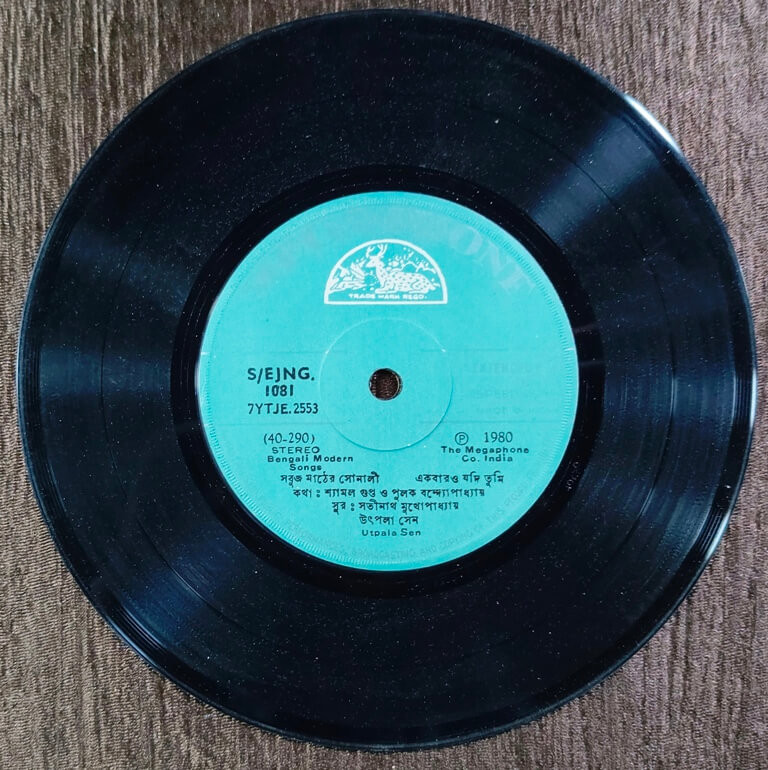 TRADE MARK REGD.
S/EJNG.
1081
7YTJE.2553
(40-290)
STEREO
Bengali Modern
Songs
Ⓟ 1980
The Megaphone
Co. India
সবুজ মাঠের সোনালী একবারও যদি তুমি
কথা : শ্যামল গুপ্ত ও পুলক বন্দ্যোপাধ্যায়
সুর : সতীনাথ মুখোপাধ্যায়
উৎপলা সেন
Utpala Sen